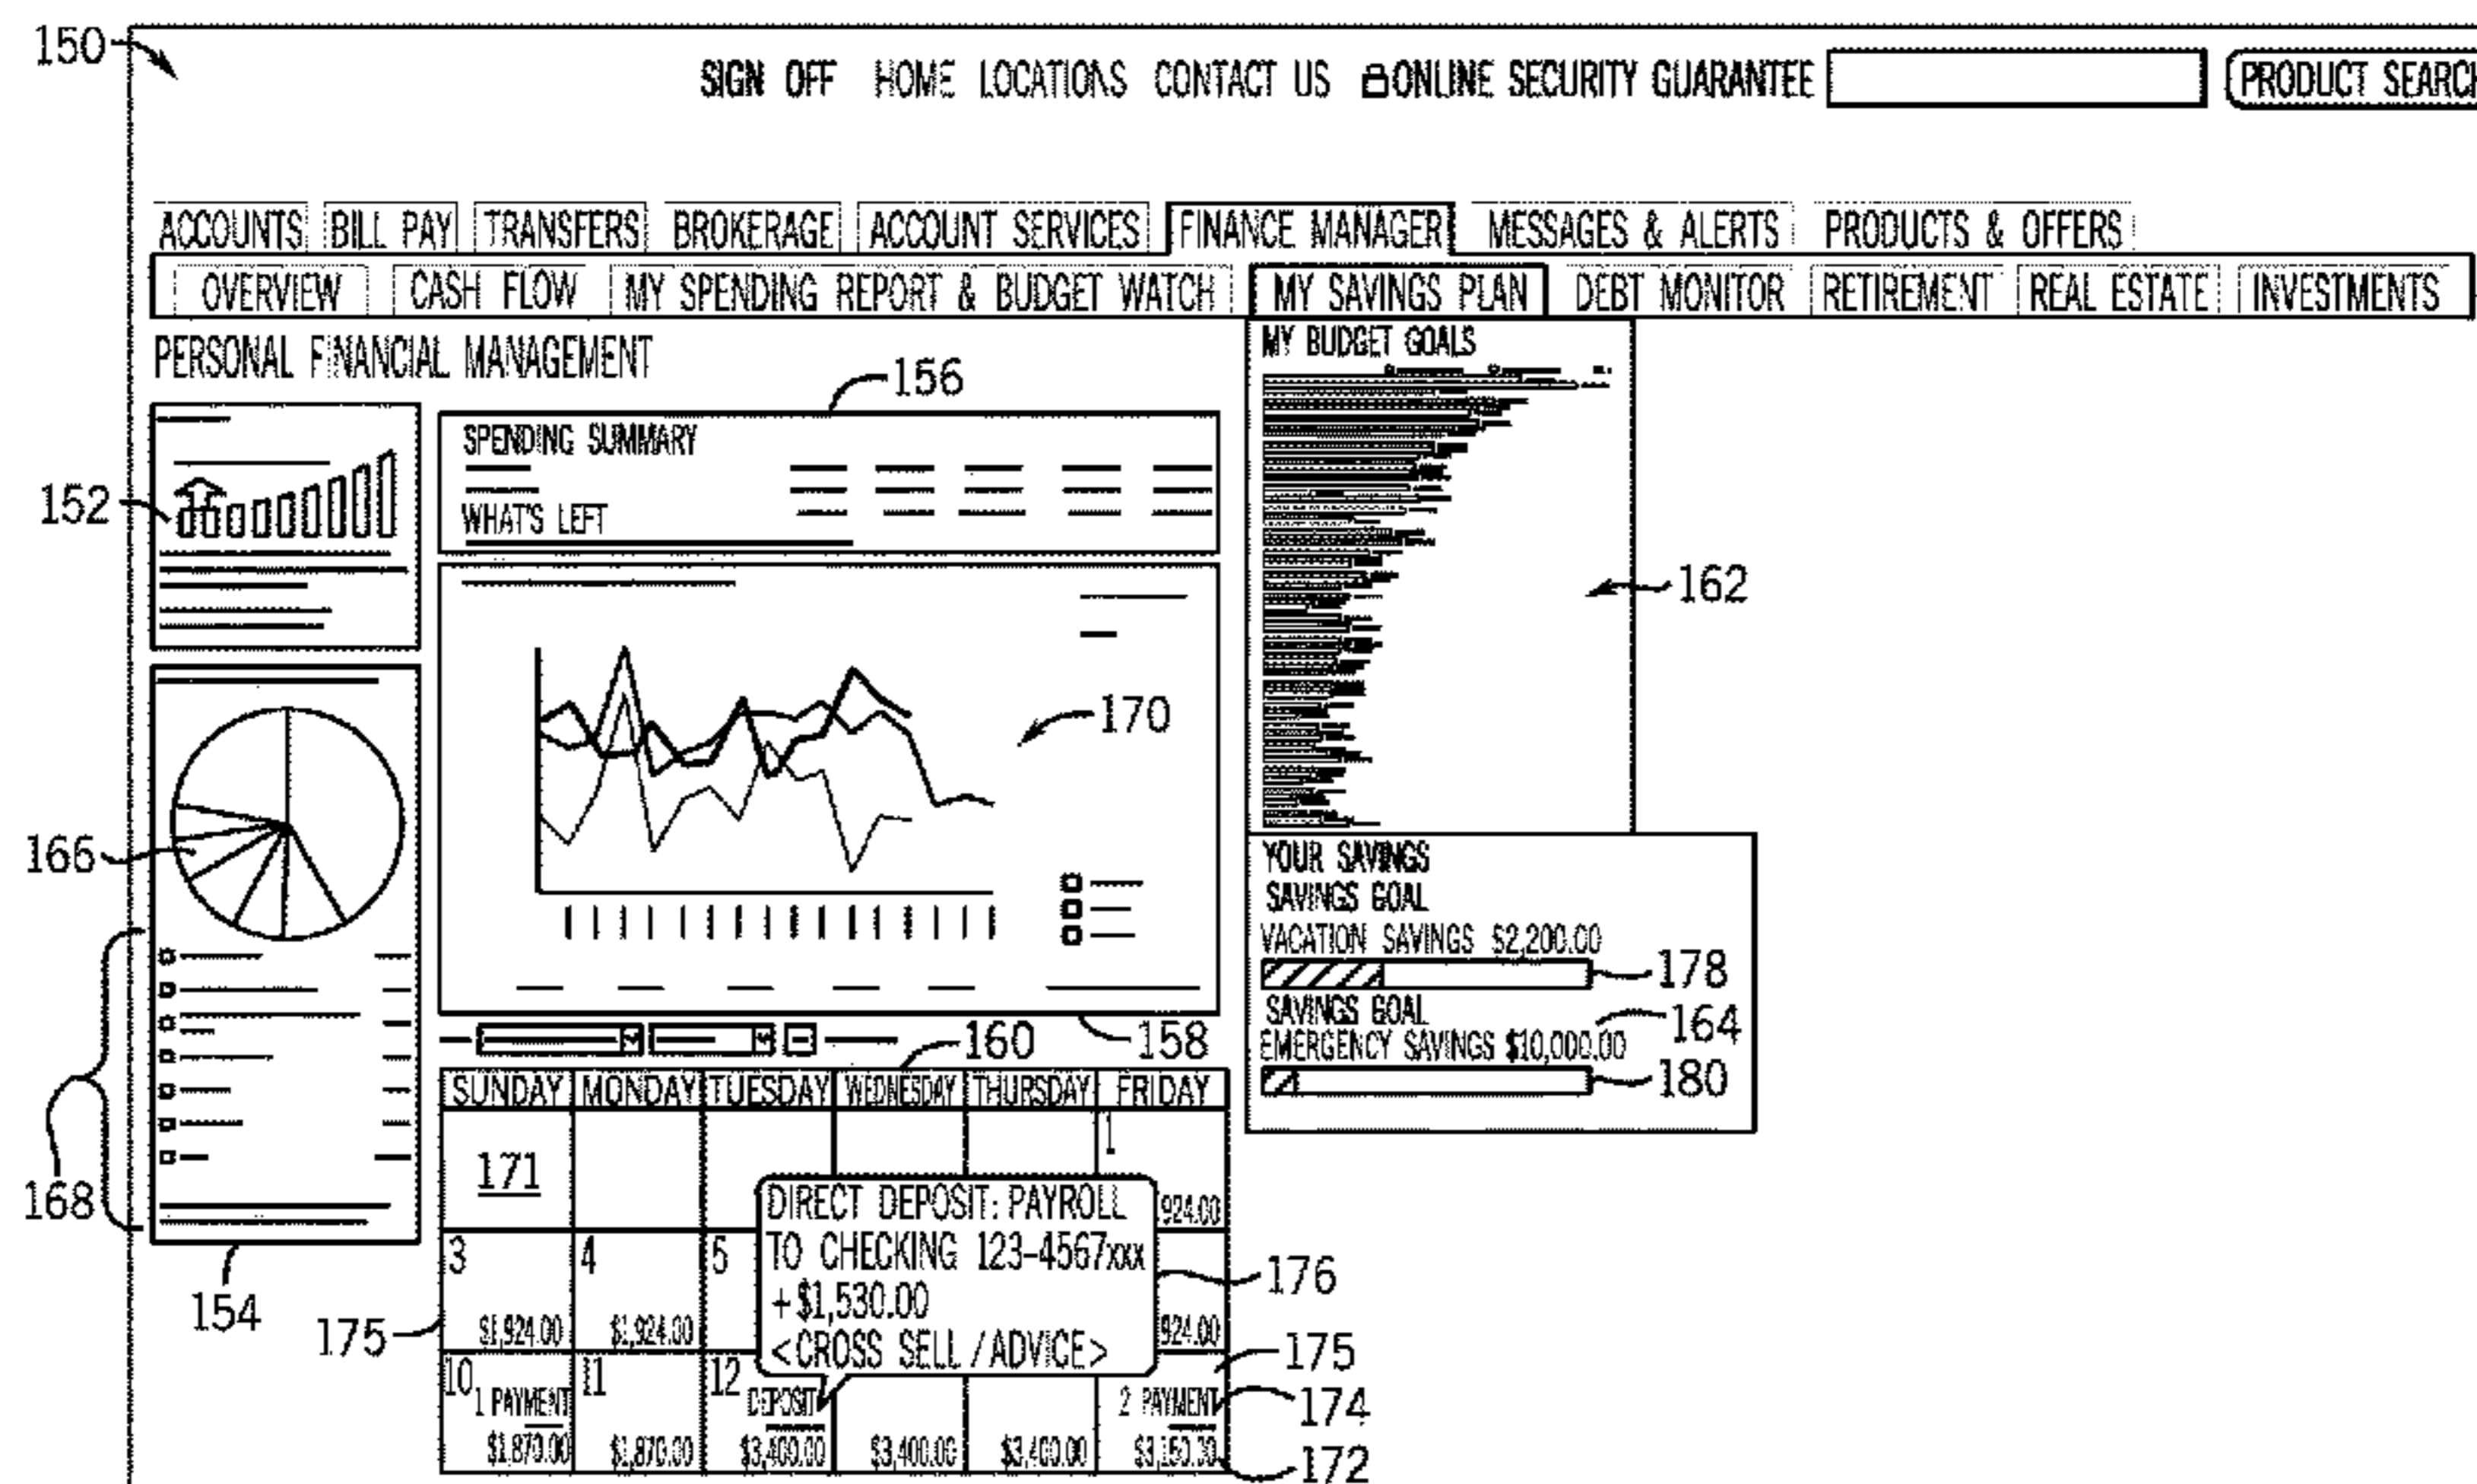 150
SIGN OFF HOME LOCATIONS CONTACT US ONLINE SECURITY GUARANTEE PRODUCT SEARCH
ACCOUNTS BILL PAY TRANSFERS BROKERAGE ACCOUNT SERVICES FINANCE MANAGER MESSAGES & ALERTS PRODUCTS & OFFERS
OVERVIEW CASH FLOW MY SPENDING REPORT & BUDGET WATCH MY SAVINGS PLAN DEBT MONITOR RETIREMENT REAL ESTATE INVESTMENTS
PERSONAL FINANCIAL MANAGEMENT
152
166
168
154
156
SPENDING SUMMARY
WHAT'S LEFT
170
158
MY BUDGET GOALS
162
YOUR SAVINGS
SAVINGS GOAL
VACATION SAVINGS $2,200.00
178
SAVINGS GOAL
164
EMERGENCY SAVINGS $10,000.00
180
160
SUNDAY MONDAY TUESDAY WEDNESDAY THURSDAY FRIDAY
1
171
924.00
3 4 5
$1,924.00 $1,924.00 924.00
175
DIRECT DEPOSIT: PAYROLL
TO CHECKING 123-4567xxx
+$1,530.00
<CROSS SELL/ADVICE>
176
175
10 11 12
1 PAYMENT DEPOSIT 2 PAYMENT
174
$1,870.00 $1,870.00 $3,400.00 $3,400.00 $3,400.00
172